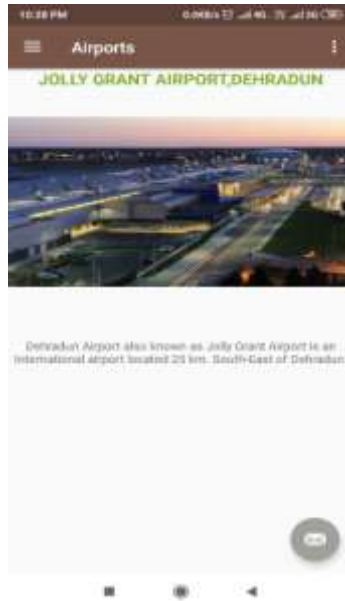 10:38 PM
Airports
JOLLY GRANT AIRPORT,DEHRADUN
Dehradun Airport also known as Jolly Grant Airport is an
International airport located 25 km. South-East of Dehradun